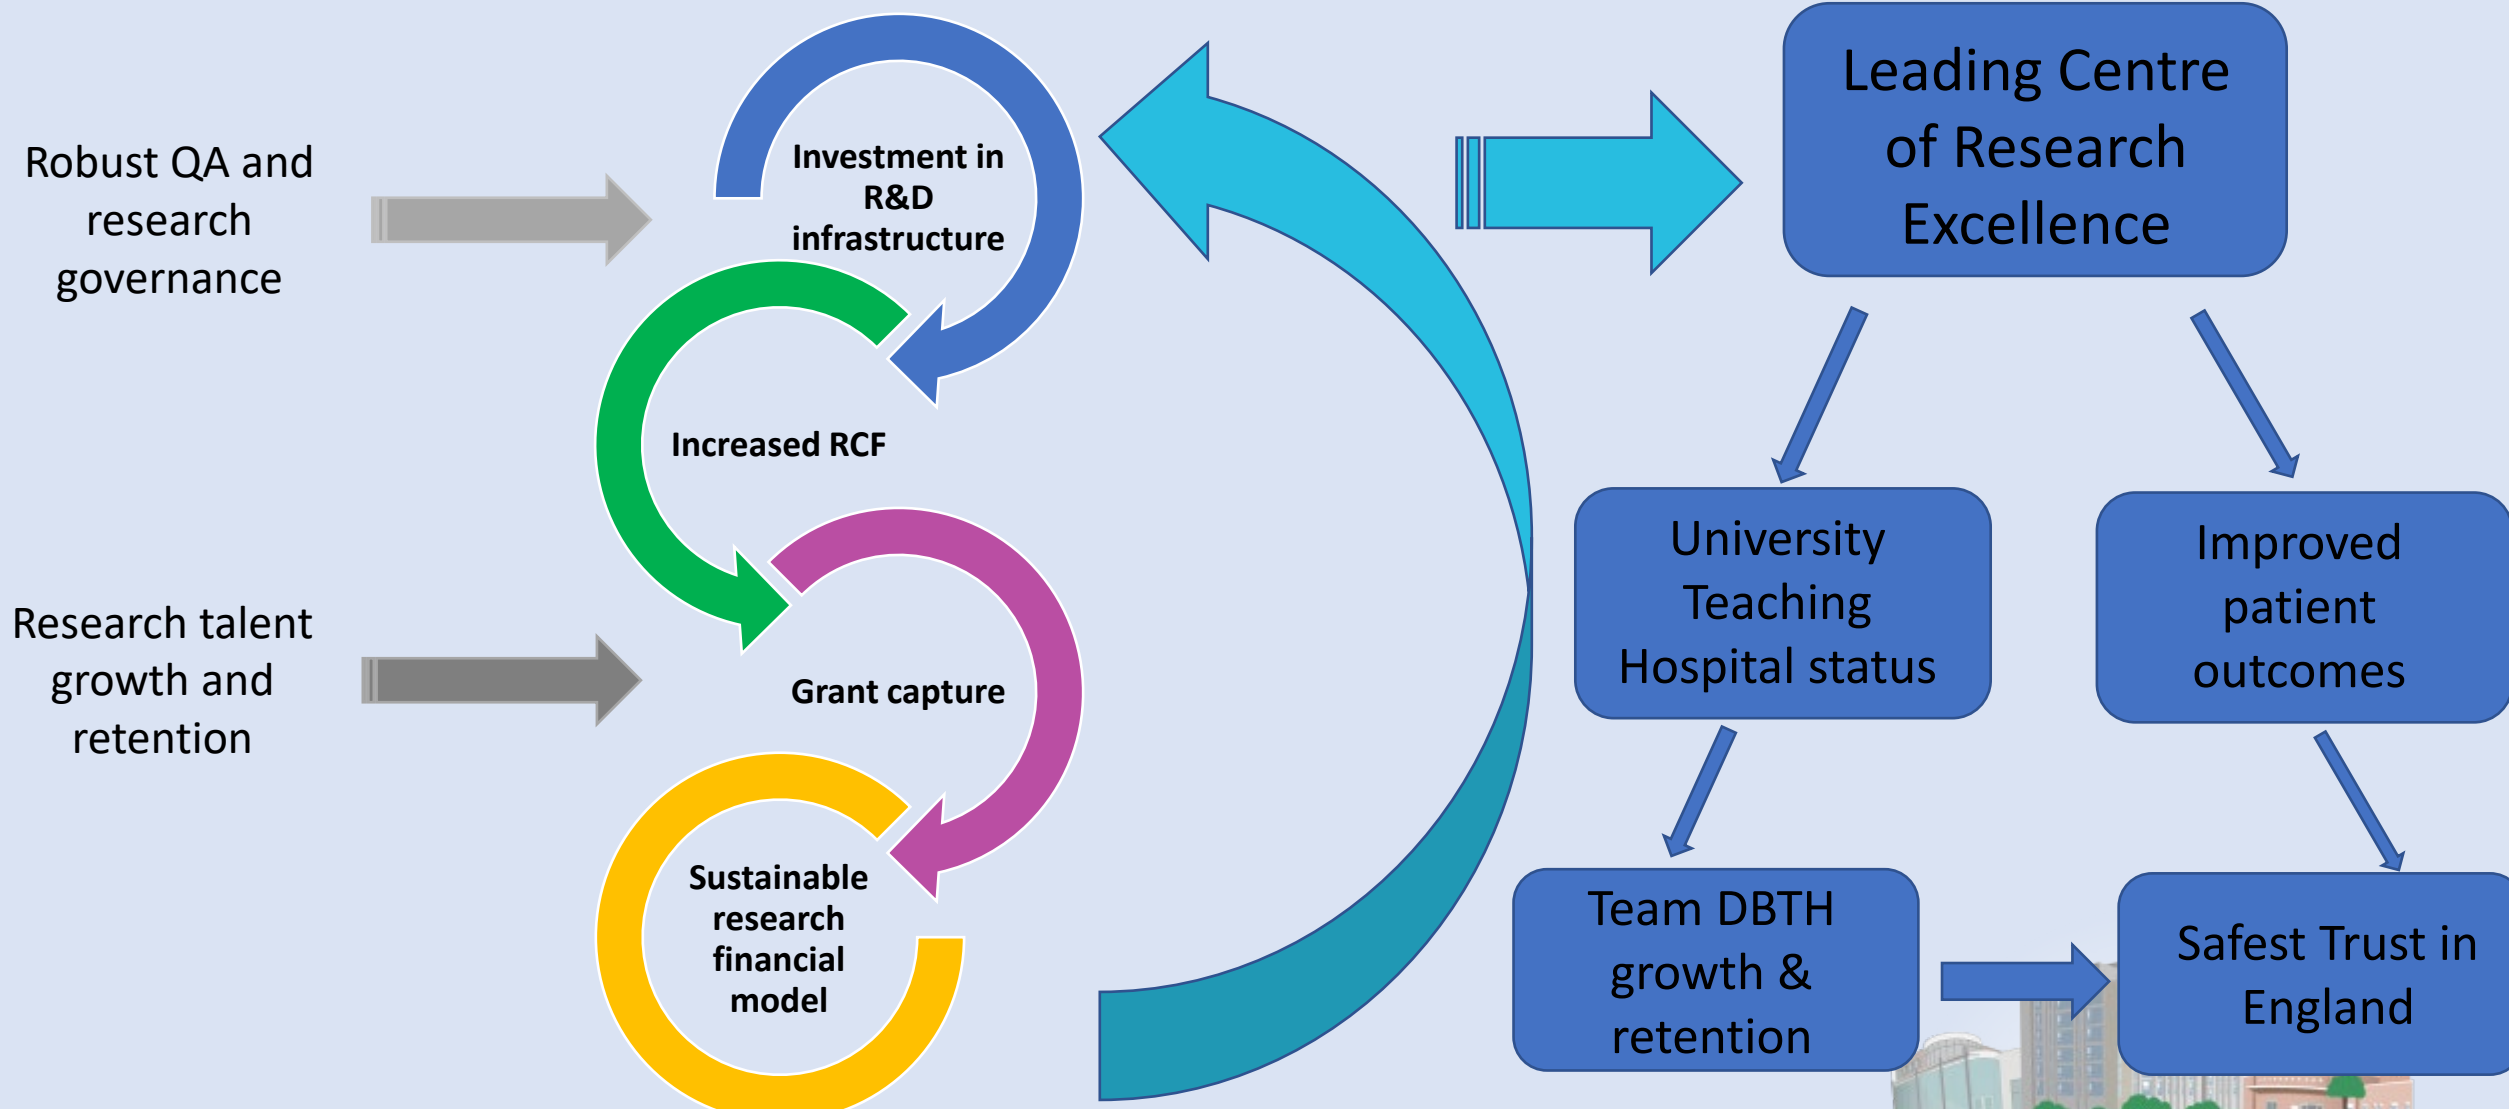 Robust QA and
research
governance
Research talent
growth and
retention
Investment in
R&D
infrastructure
Increased RCF
Grant capture
Sustainable
research
financial
model
Leading Centre
of Research
Excellence
University
Teaching
Hospital status
Improved
patient
outcomes
Team DBTH
growth &
retention
Safest Trust in
England